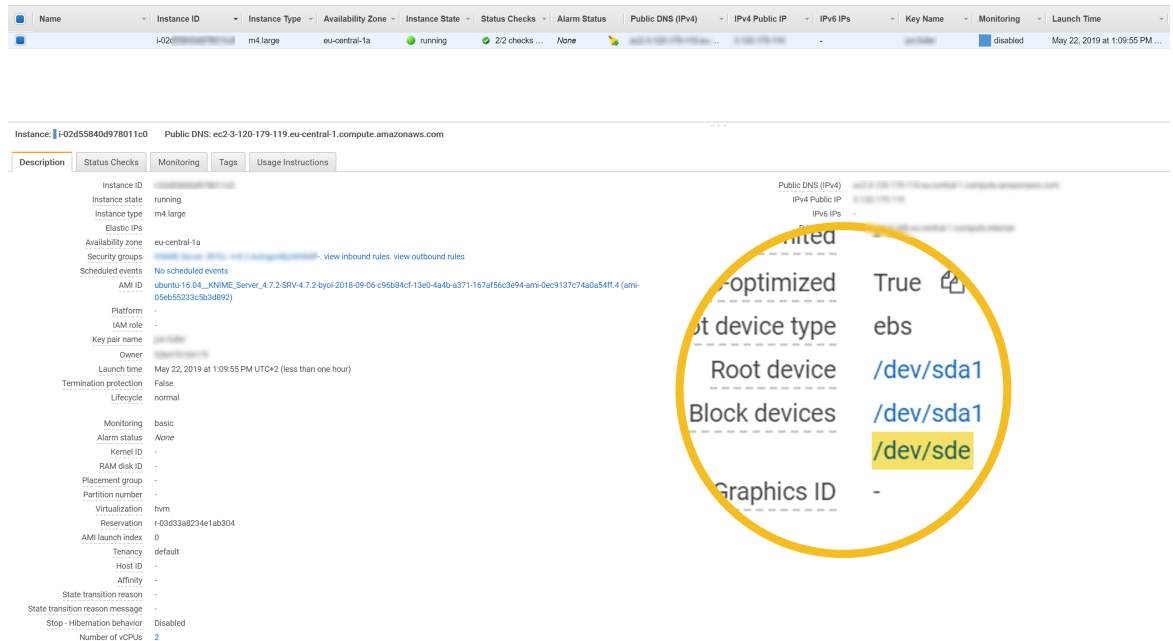 Name Instance ID Instance Type Availability Zone Instance State Status Checks Alarm Status Public DNS (IPv4) IPv4 Public IP IPv6 IPs Key Name Monitoring Launch Time
m4.large eu-central-1a running 2/2 checks ... None - disabled May 22, 2019 at 1:09:55 PM ...
Instance: i-02d55840d978011c0 Public DNS: ec2-3-120-179-119.eu-central-1.compute.amazonaws.com
Description Status Checks Monitoring Tags Usage Instructions
Instance ID
Instance state running
Instance type m4.large
Elastic IPs
Availability zone eu-central-1a
Security groups . view inbound rules. view outbound rules
Scheduled events No scheduled events
AMI ID ubuntu-16.04__KNIME_Server_4.7.2-SRV-4.7.2-byol-2018-09-06-c96b84cf-13e0-4a4b-a371-167af56c3e94-ami-0ec9137c74a0a54ff.4 (ami-
05eb55233c5b3d892)
Platform -
IAM role -
Key pair name
Owner
Launch time May 22, 2019 at 1:09:55 PM UTC+2 (less than one hour)
Termination protection False
Lifecycle normal
Monitoring basic
Alarm status None
Kernel ID -
RAM disk ID -
Placement group -
Partition number -
Virtualization hvm
Reservation r-03d33a8234e1ab304
AMI launch index 0
Tenancy default
Host ID -
Affinity -
State transition reason -
State transition reason message -
Stop - Hibernation behavior Disabled
Number of vCPUs 2
Public DNS (IPv4)
IPv4 Public IP
IPv6 IPs -
-optimized True
device type ebs
Root device /dev/sda1
Block devices /dev/sda1
/dev/sde
Graphics ID -